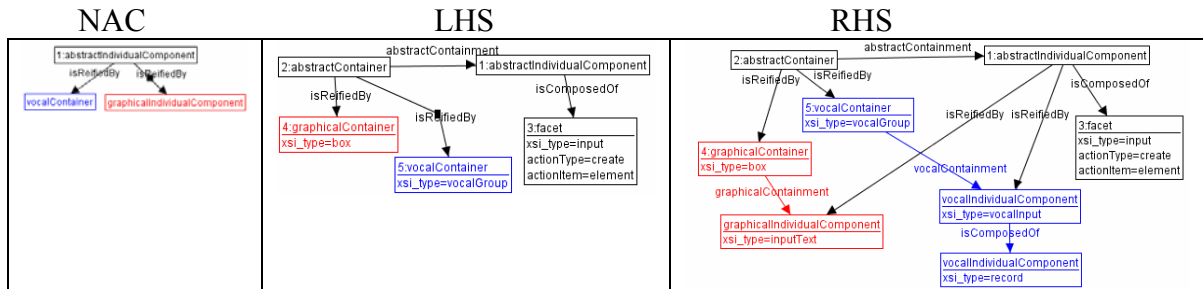 NAC
LHS
RHS
1:abstractIndividualComponent
isReifiedBy
isReifiedBy
vocalContainer
graphicalIndividualComponent
abstractContainment
2:abstractContainer
1:abstractIndividualComponent
isReifiedBy
isComposedOf
isReifiedBy
4:graphicalContainer
xsi_type=box
3:facet
xsi_type=input
actionType=create
actionItem=element
5:vocalContainer
xsi_type=vocalGroup
abstractContainment
2:abstractContainer
1:abstractIndividualComponent
isReifiedBy
isReifiedBy
isComposedOf
5:vocalContainer
xsi_type=vocalGroup
isReifiedBy
isReifiedBy
3:facet
xsi_type=input
actionType=create
actionItem=element
4:graphicalContainer
xsi_type=box
vocalContainment
graphicalContainment
vocalIndividualComponent
xsi_type=vocalInput
graphicalIndividualComponent
xsi_type=inputText
isComposedOf
vocalIndividualComponent
xsi_type=record